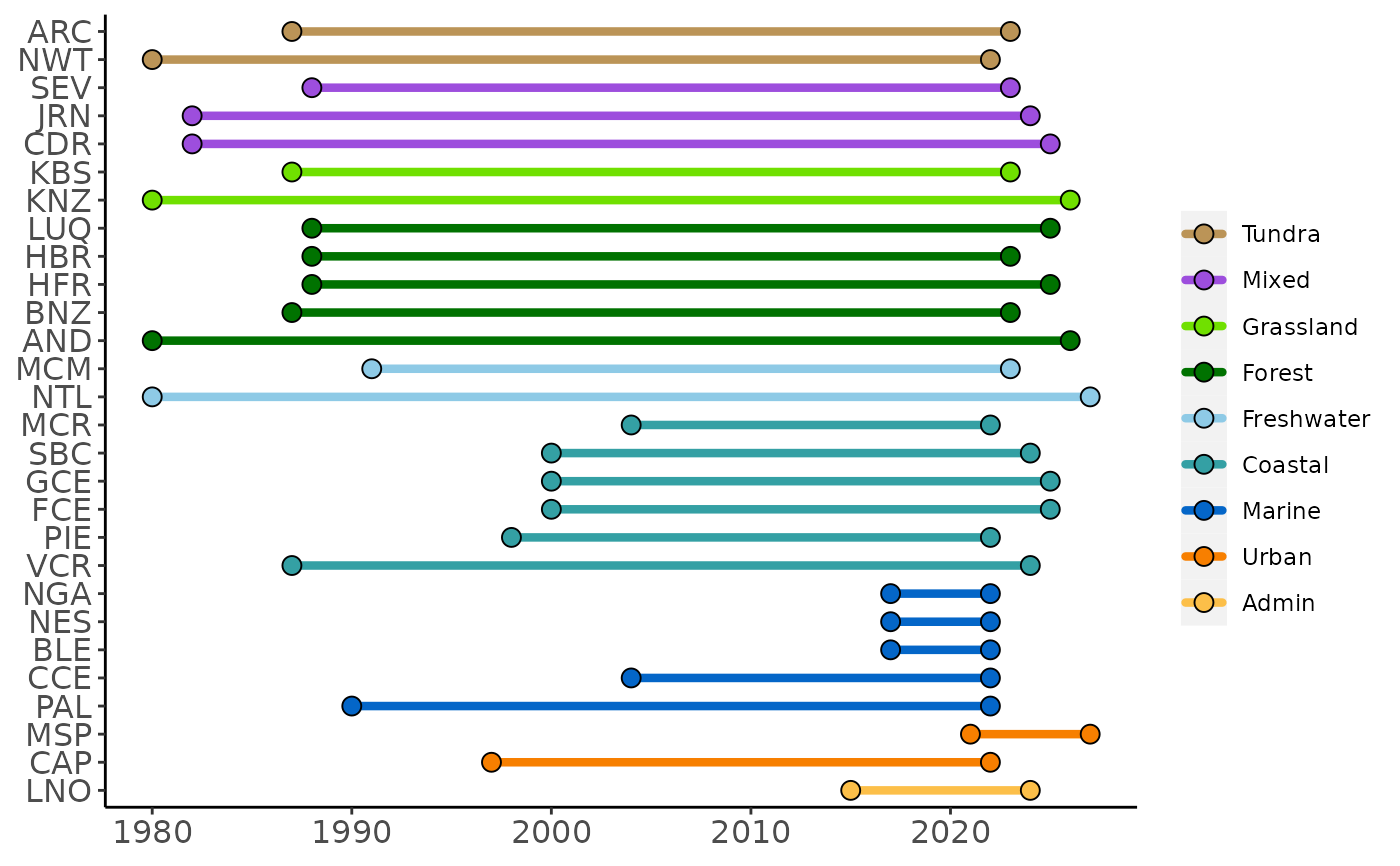 ARC
NWT
SEV
JRN
CDR
KBS
KNZ
LUQ
HBR
HFR
BNZ
AND
MCM
NTL
MCR
SBC
GCE
FCE
PIE
VCR
NGA
NES
BLE
CCE
PAL
MSP
CAP
LNO
1980 1990 2000 2010 2020
Tundra
Mixed
Grassland
Forest
Freshwater
Coastal
Marine
Urban
Admin